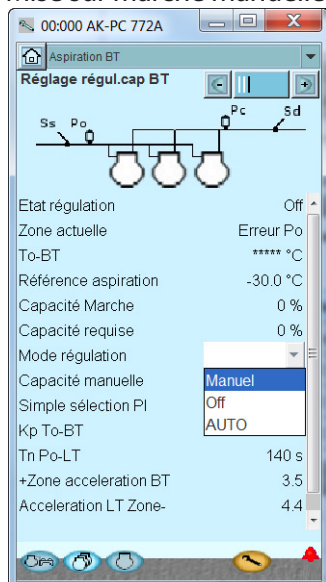 00:000 AK-PC 772A
Aspiration BT
Réglage régul.cap BT
Ss Po Pc Sd
Etat régulation Off
Zone actuelle Erreur Po
To-BT ***** °C
Référence aspiration -30.0 °C
Capacité Marche 0 %
Capacité requise 0 %
Mode régulation
Capacité manuelle Manuel
Simple sélection PI Off
Kp To-BT AUTO
Tn Po-LT 140 s
+Zone acceleration BT 3.5
Acceleration LT Zone- 4.4